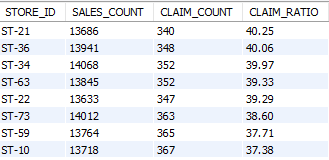 STORE_ID SALES_COUNT CLAIM_COUNT CLAIM_RATIO
ST-21 13686 340 40.25
ST-36 13941 348 40.06
ST-34 14068 352 39.97
ST-63 13845 352 39.33
ST-22 13633 347 39.29
ST-73 14012 363 38.60
ST-59 13764 365 37.71
ST-10 13718 367 37.38